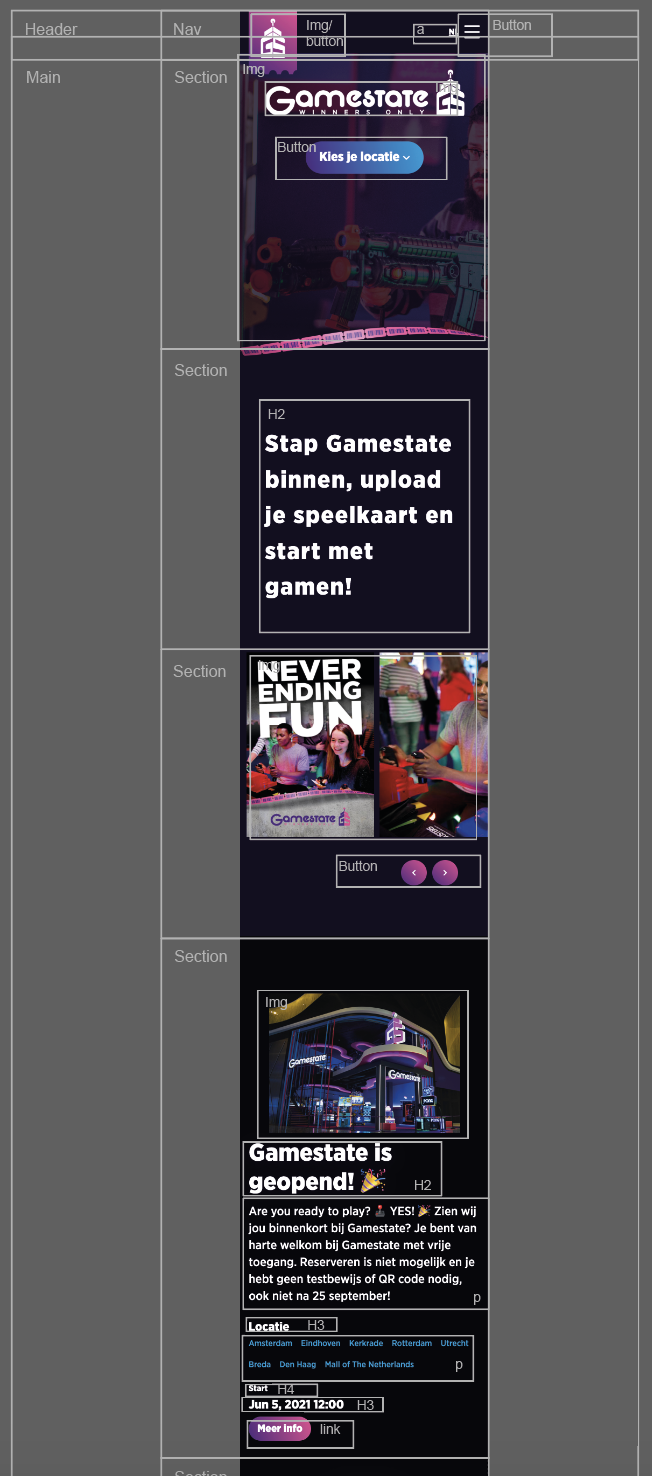 Header
Nav
Img/
button
a
Button
Main
Section
Img
Gamestate
WINNERS ONLY
Button
Kies je locatie
Section
H2
Stap Gamestate
binnen, upload
je speelkaart en
start met
gamen!
Section
Img
NEVER
ENDING
FUN
Gamestate
Button
Section
Img
Gamestate
Gamestate
Gamestate is
geopend! 🎉
H2
Are you ready to play? 🕹️ YES! 🎉 Zien wij
jou binnenkort bij Gamestate? Je bent van
harte welkom bij Gamestate met vrije
toegang. Reserveren is niet mogelijk en je
hebt geen testbewijs of QR code nodig,
ook niet na 25 september!
p
Locatie
H3
Amsterdam Eindhoven Kerkrade Rotterdam Utrecht
Breda Den Haag Mall of The Netherlands
p
Start
H4
Jun 5, 2021 12:00
H3
Meer info
link
Section